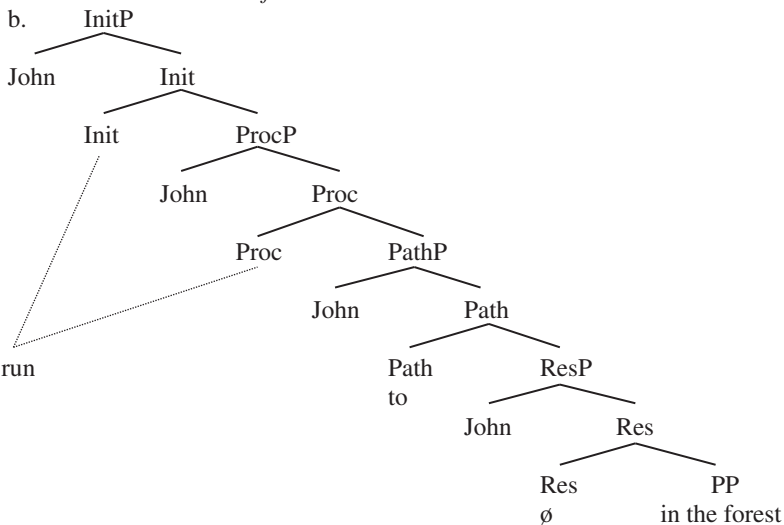 b. InitP
John Init
Init ProcP
John Proc
Proc PathP
John Path
run Path ResP
to
John Res
Res PP
ø in the forest